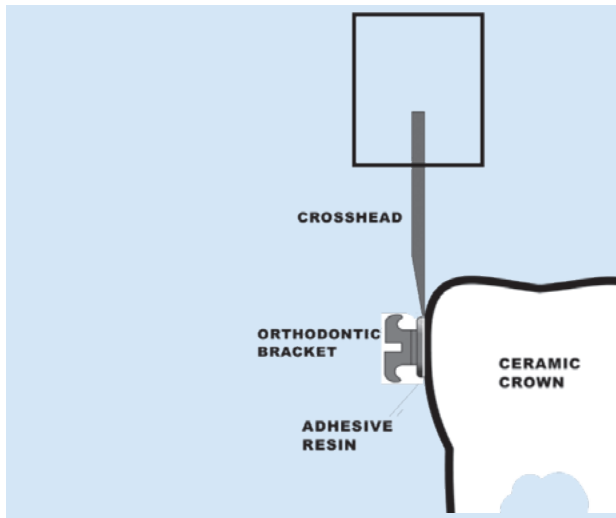 CROSSHEAD
ORTHODONTIC
BRACKET
CERAMIC
CROWN
ADHESIVE
RESIN